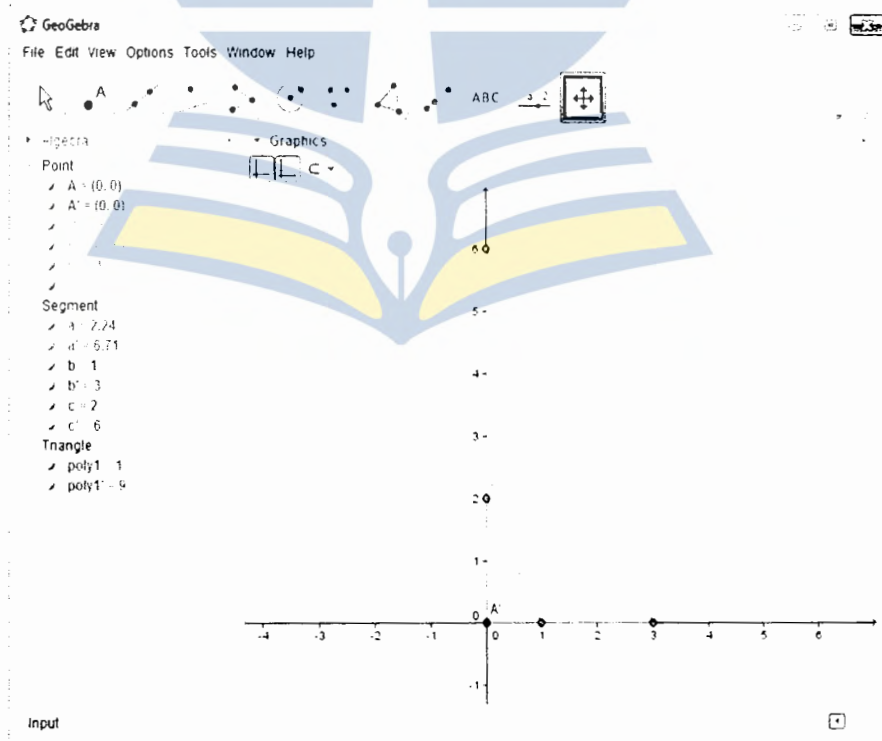 GeoGebra
File Edit View Options Tools Window Help
A
ABC
Graphics
Point
A = (0, 0)
A' = (0, 0)
Segment
a = 2.24
a' = 6.71
b 1
b' = 3
c = 2
c' 6
Triangle
poly1 1
poly1' = 9
6
5
4
3
2
1
0 A'
-4 -3 -2 -1 0 1 2 3 4 5 6
-1
Input